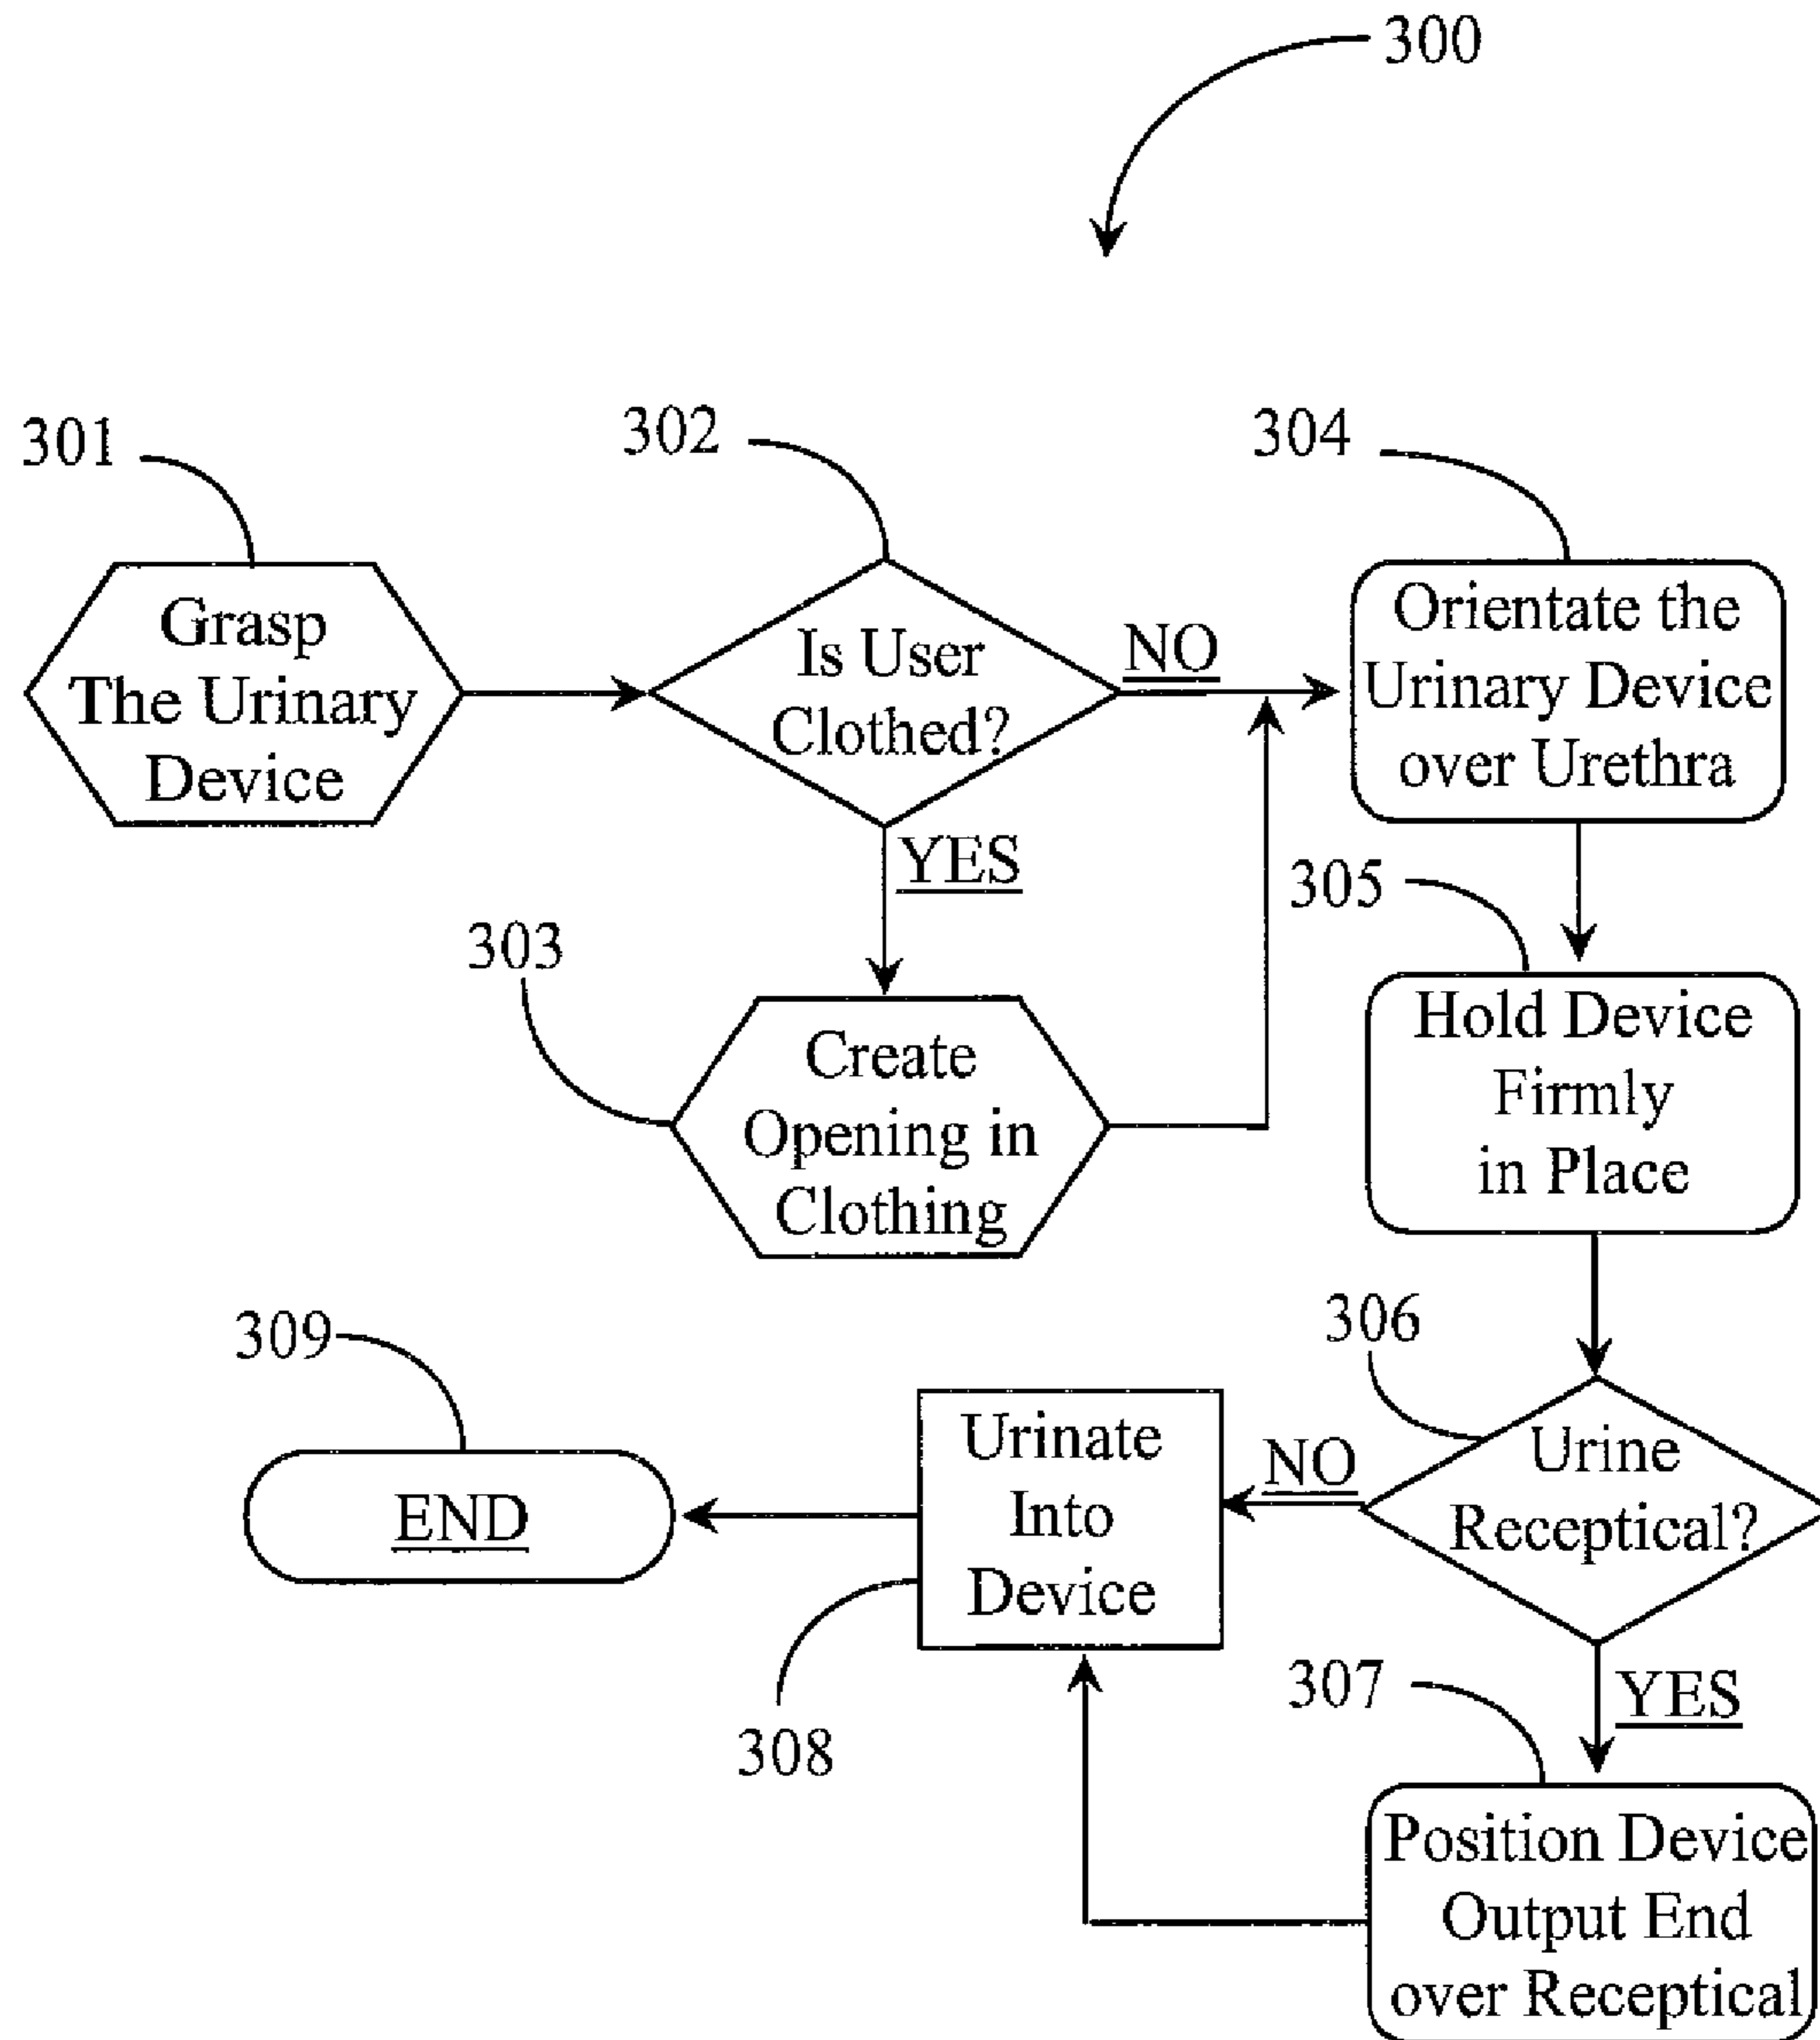 300
301
Grasp
The Urinary
Device
302
Is User
Clothed?
NO
YES
303
Create
Opening in
Clothing
304
Orientate the
Urinary Device
over Urethra
305
Hold Device
Firmly
in Place
306
Urine
Receptical?
NO
YES
307
Position Device
Output End
over Receptical
308
Urinate
Into
Device
309
END